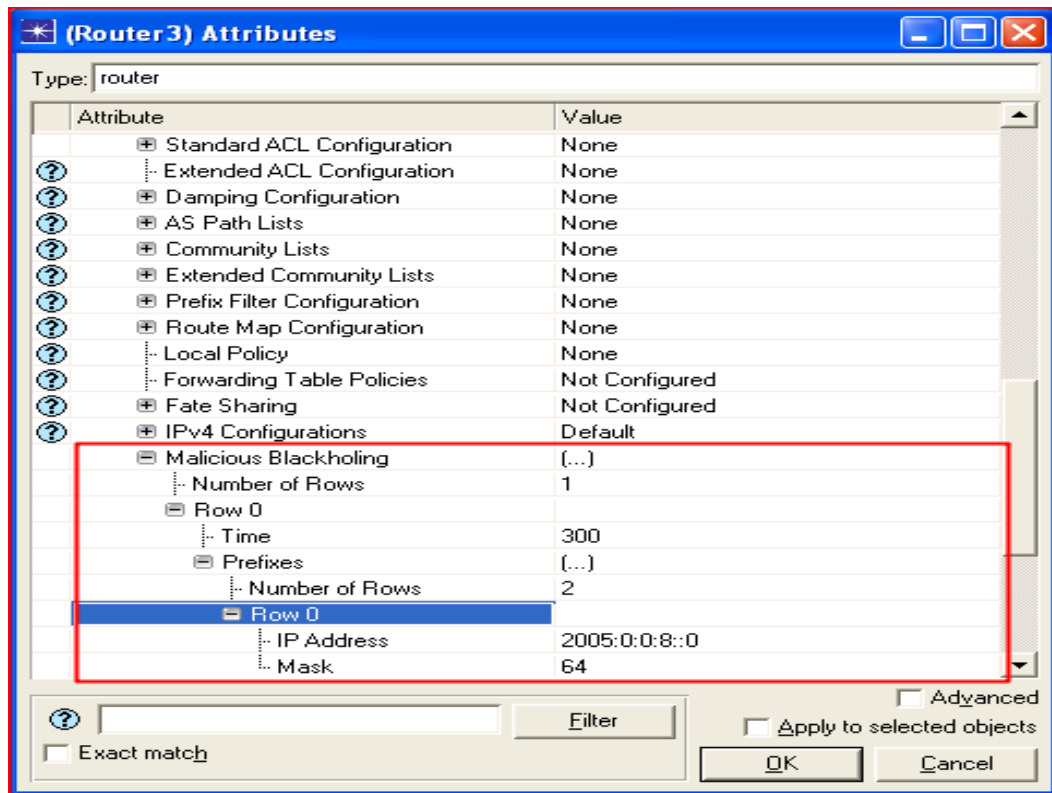 (Router3) Attributes
Type: router
Attribute Value
Standard ACL Configuration None
Extended ACL Configuration None
Damping Configuration None
AS Path Lists None
Community Lists None
Extended Community Lists None
Prefix Filter Configuration None
Route Map Configuration None
Local Policy None
Forwarding Table Policies Not Configured
Fate Sharing Not Configured
IPv4 Configurations Default
Malicious Blackholing (...)
Number of Rows 1
Row 0
Time 300
Prefixes (...)
Number of Rows 2
Row 0
IP Address 2005:0:0:8::0
Mask 64
Advanced
Filter
Apply to selected objects
Exact match
OK Cancel